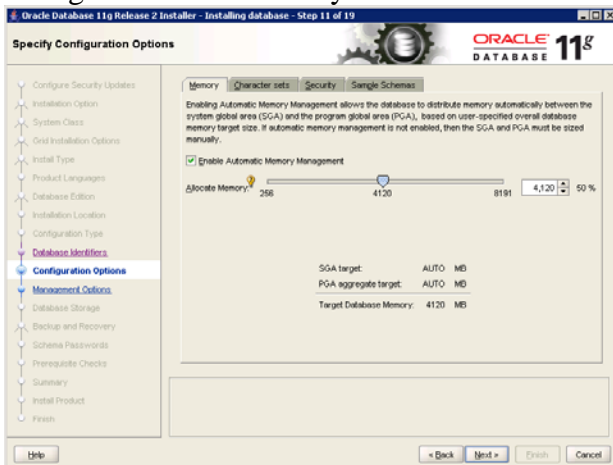 Oracle Database 11g Release 2 Installer - Installing database - Step 11 of 19
Specify Configuration Options
ORACLE
DATABASE 11g
Configure Security Updates
Installation Option
System Class
Grid Installation Options
Install Type
Product Languages
Database Edition
Installation Location
Configuration Type
Database Identifiers
Configuration Options
Management Options
Database Storage
Backup and Recovery
Schema Passwords
Prerequisite Checks
Summary
Install Product
Finish
Memory Character sets Security Sample Schemas
Enabling Automatic Memory Management allows the database to distribute memory automatically between the
system global area (SGA) and the program global area (PGA), based on user-specified overall database
memory target size. If automatic memory management is not enabled, then the SGA and PGA must be sized
manually.
Enable Automatic Memory Management
Allocate Memory: 256 4120 8191 4,120 50 %
SGA target: AUTO MB
PGA aggregate target: AUTO MB
Target Database Memory: 4120 MB
Help < Back Next > Finish Cancel